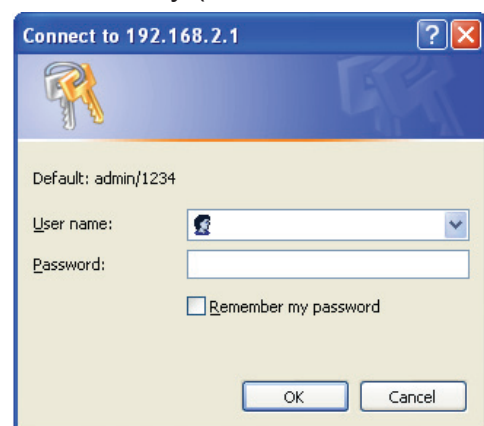 Connect to 192.168.2.1
Default: admin/1234
User name:
Password:
Remember my password
OK Cancel